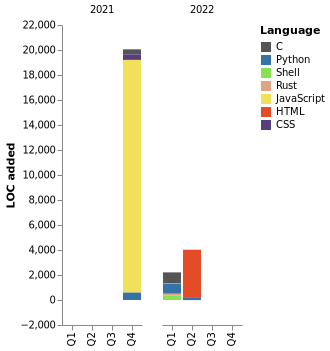 2021
2022
LOC added
22,000
20,000
18,000
16,000
14,000
12,000
10,000
8,000
6,000
4,000
2,000
0
−2,000
Q1
Q2
Q3
Q4
Q1
Q2
Q3
Q4
Language
C
Python
Shell
Rust
JavaScript
HTML
CSS